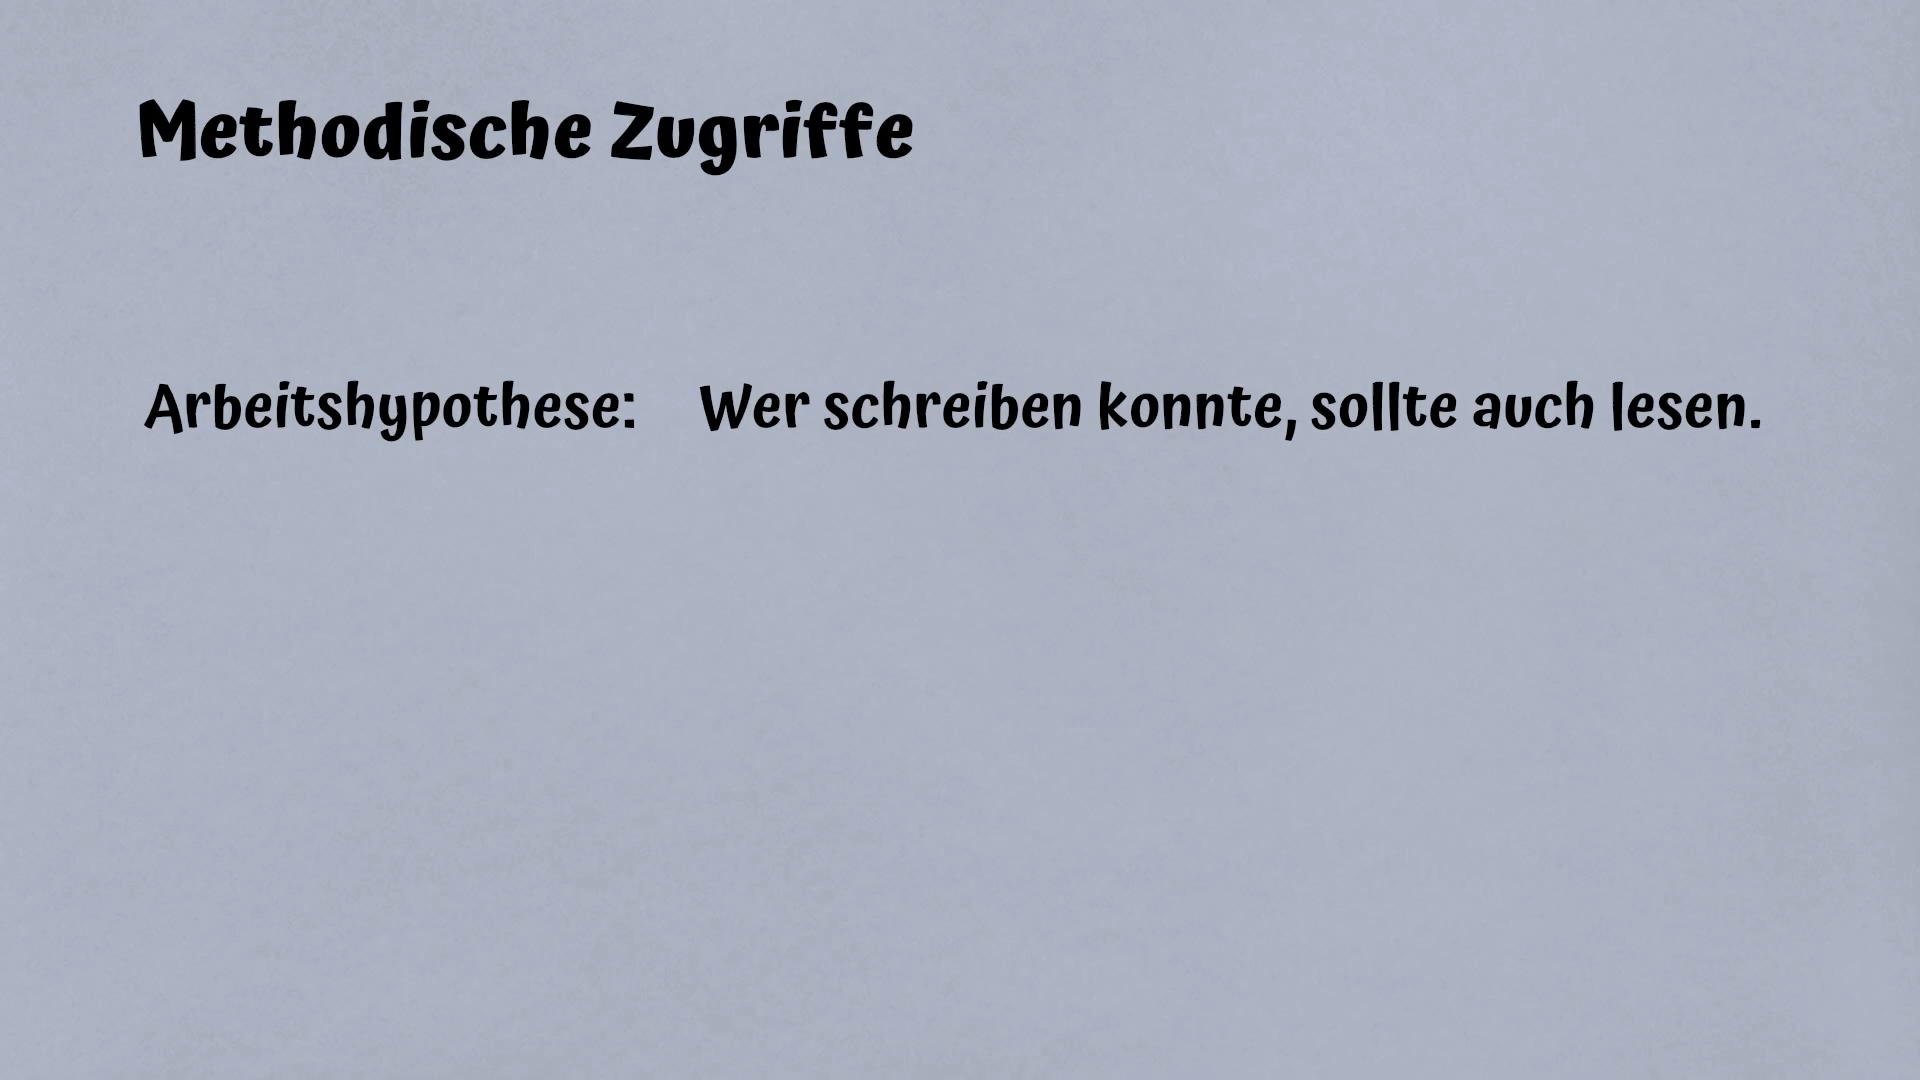 Methodische Zugriffe
Arbeitshypothese: Wer schreiben konnte, sollte auch lesen.